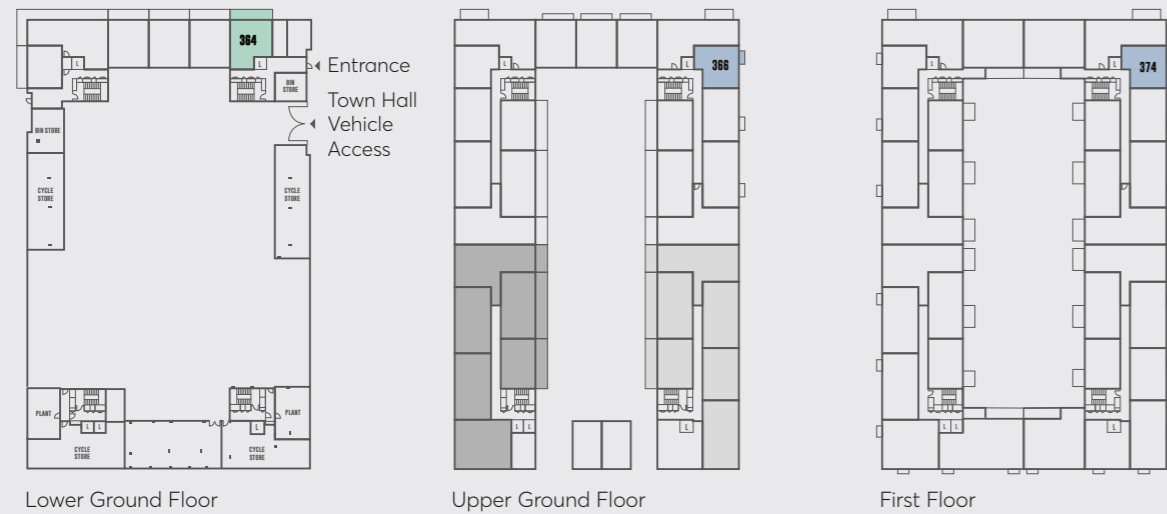 364
L
L
Entrance
BIN
STORE
Town Hall
Vehicle
Access
BIN STORE
CYCLE
STORE
CYCLE
STORE
PLANT
PLANT
L L
L
CYCLE
STORE
CYCLE
STORE
Lower Ground Floor
366
L
L
L L
L
Upper Ground Floor
374
L
L
L L
L
First Floor